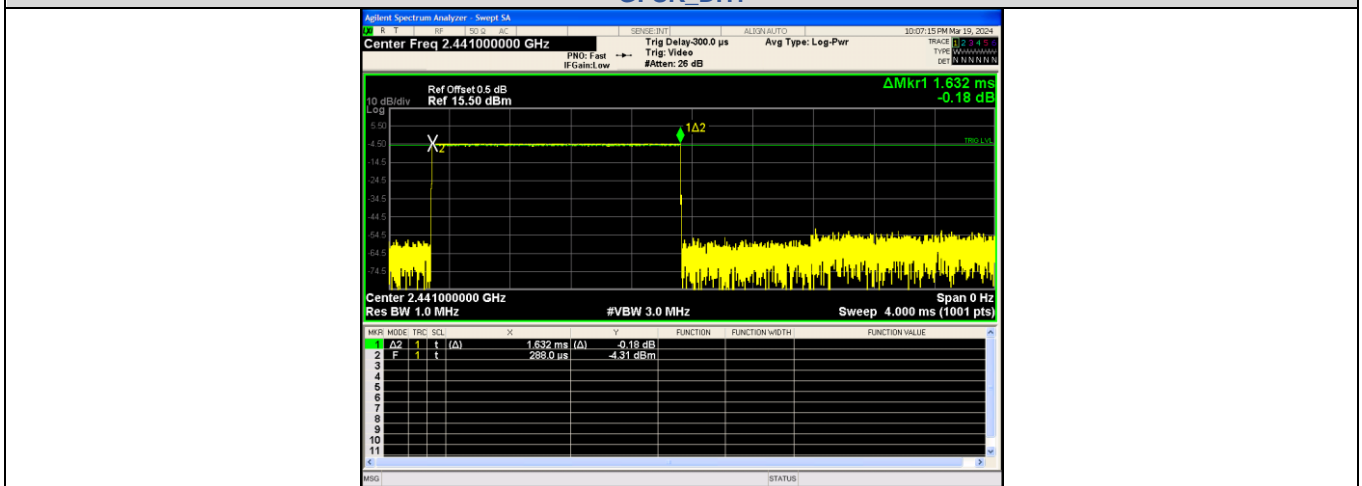 Agilent Spectrum Analyzer - Swept SA
R T RF 50 Ω AC SENSE:INT ALIGN AUTO 10:07:15 PM Mar 19, 2024
Center Freq 2.441000000 GHz Trig Delay-300.0 µs Avg Type: Log-Pwr TRACE 1 2 3 4 5 6
PNO: Fast Trig: Video TYPE WWWWWW
IFGain:Low #Atten: 26 dB DET N N N N N N
ΔMkr1 1.632 ms
-0.18 dB
Ref Offset 0.5 dB
10 dB/div Ref 15.50 dBm
Log
5.50
1Δ2
-4.50
2
TRIG LVL
-14.5
-24.5
-34.5
-44.5
-54.5
-64.5
-74.5
Center 2.441000000 GHz Span 0 Hz
Res BW 1.0 MHz #VBW 3.0 MHz Sweep 4.000 ms (1001 pts)
MKR MODE TRC SCL X Y FUNCTION FUNCTION WIDTH FUNCTION VALUE
1 Δ2 1 t (Δ) 1.632 ms (Δ) -0.18 dB
2 F 1 t 288.0 µs -4.31 dBm
3
4
5
6
7
8
9
10
11
MSG STATUS